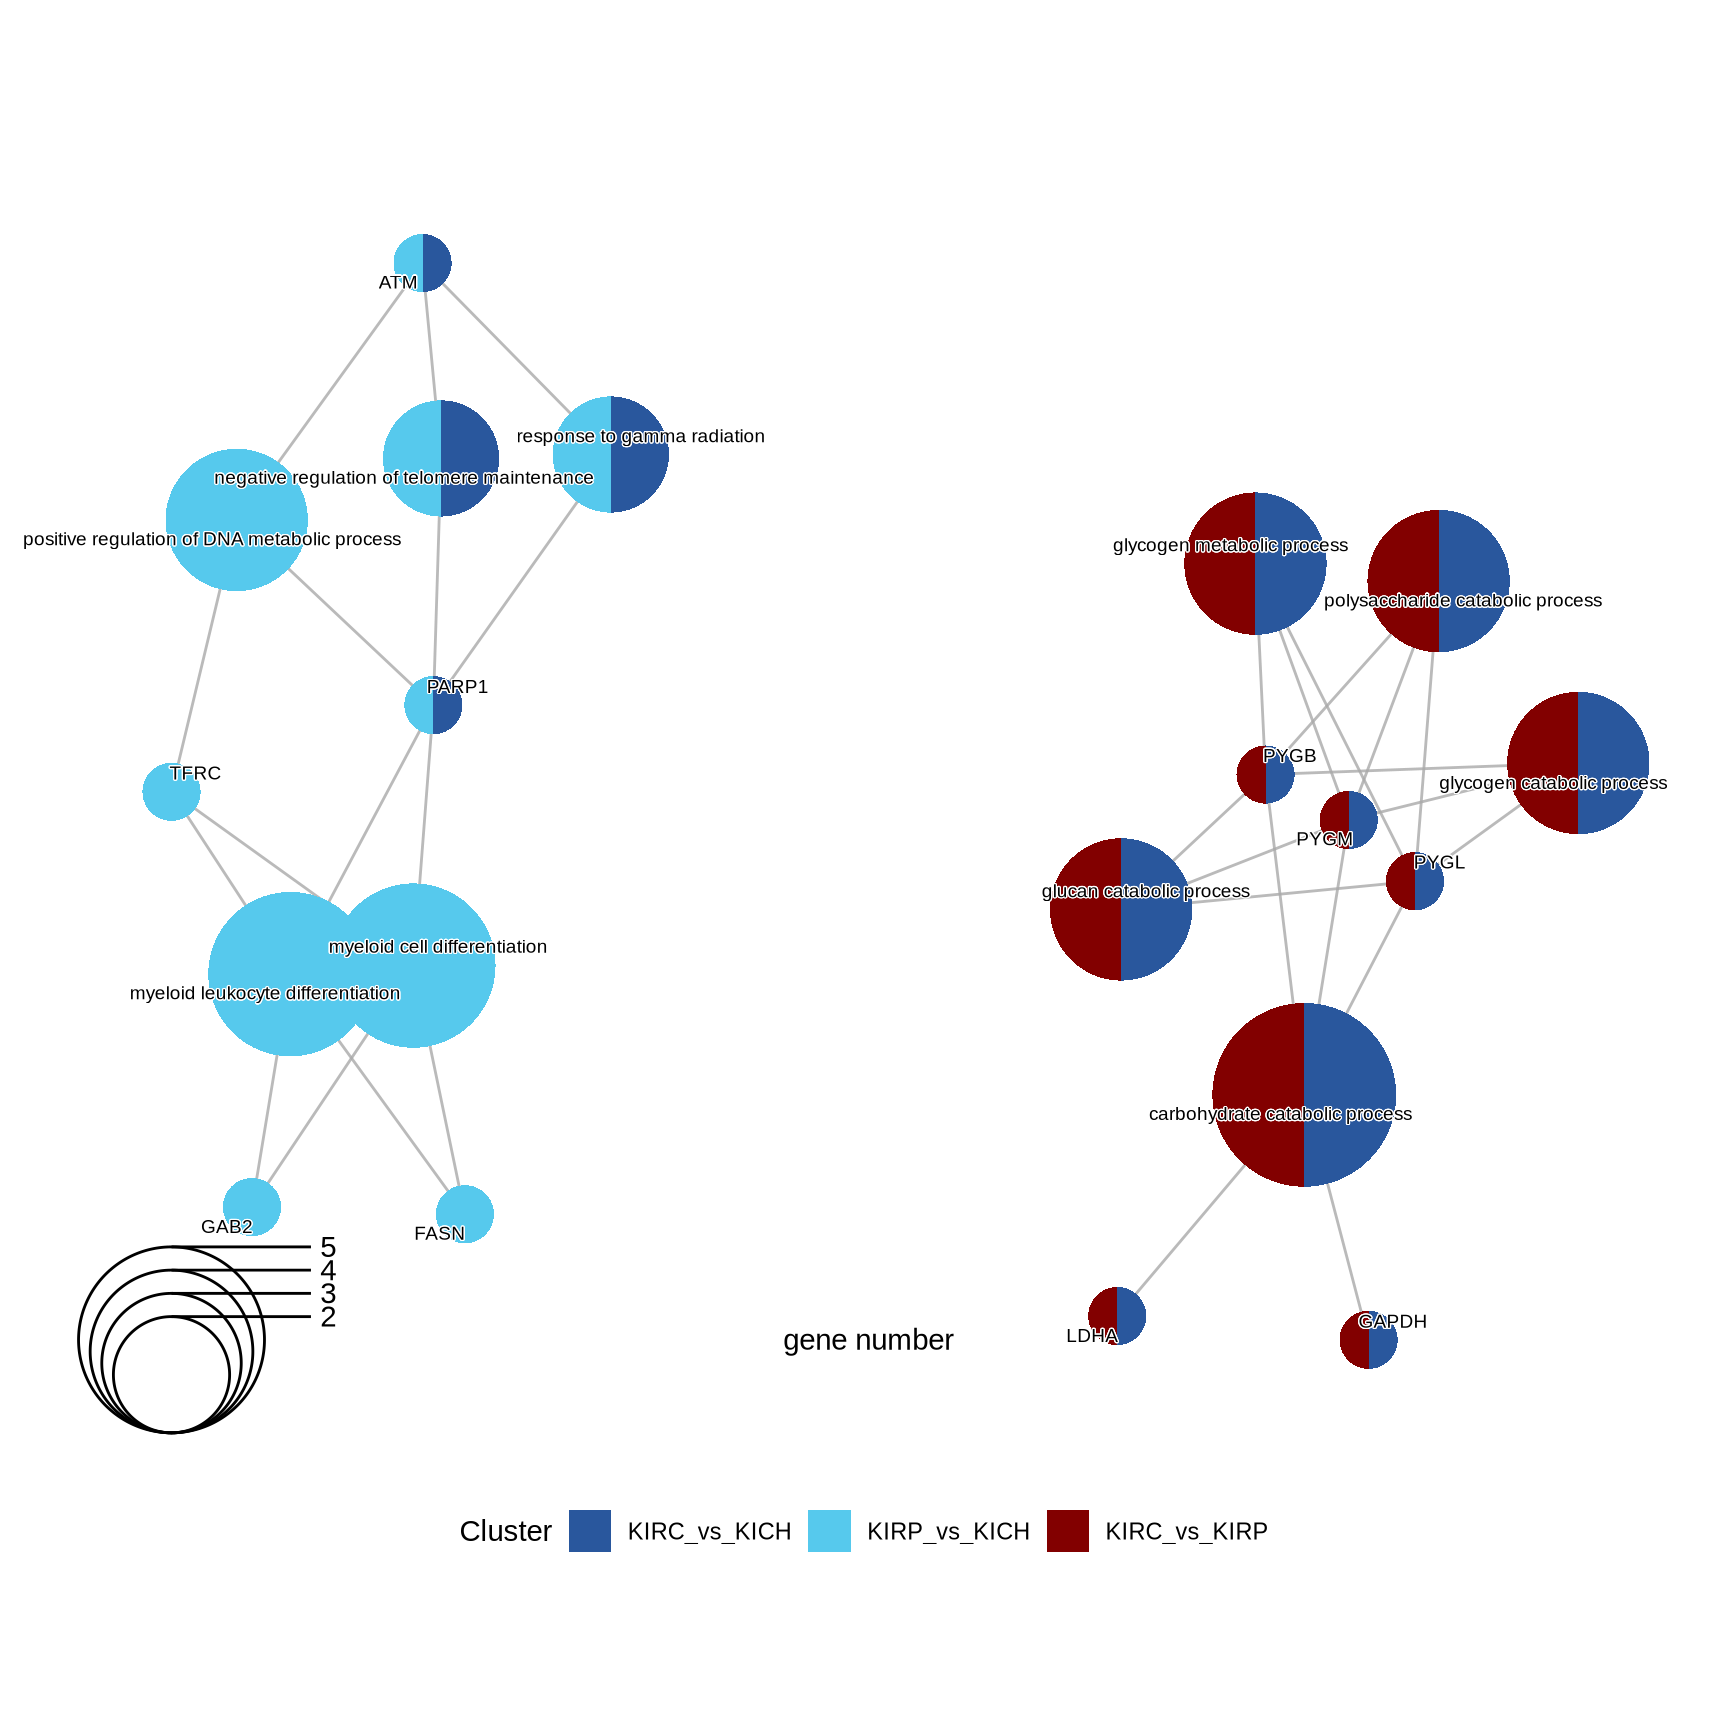 ATM
response to gamma radiation
negative regulation of telomere maintenance
positive regulation of DNA metabolic process
PARP1
TFRC
myeloid cell differentiation
myeloid leukocyte differentiation
GAB2
FASN
glycogen metabolic process
polysaccharide catabolic process
PYGB
glycogen catabolic process
PYGM
PYGL
glucan catabolic process
carbohydrate catabolic process
LDHA
GAPDH
5
4
3
2
gene number
Cluster KIRC_vs_KICH KIRP_vs_KICH KIRC_vs_KIRP